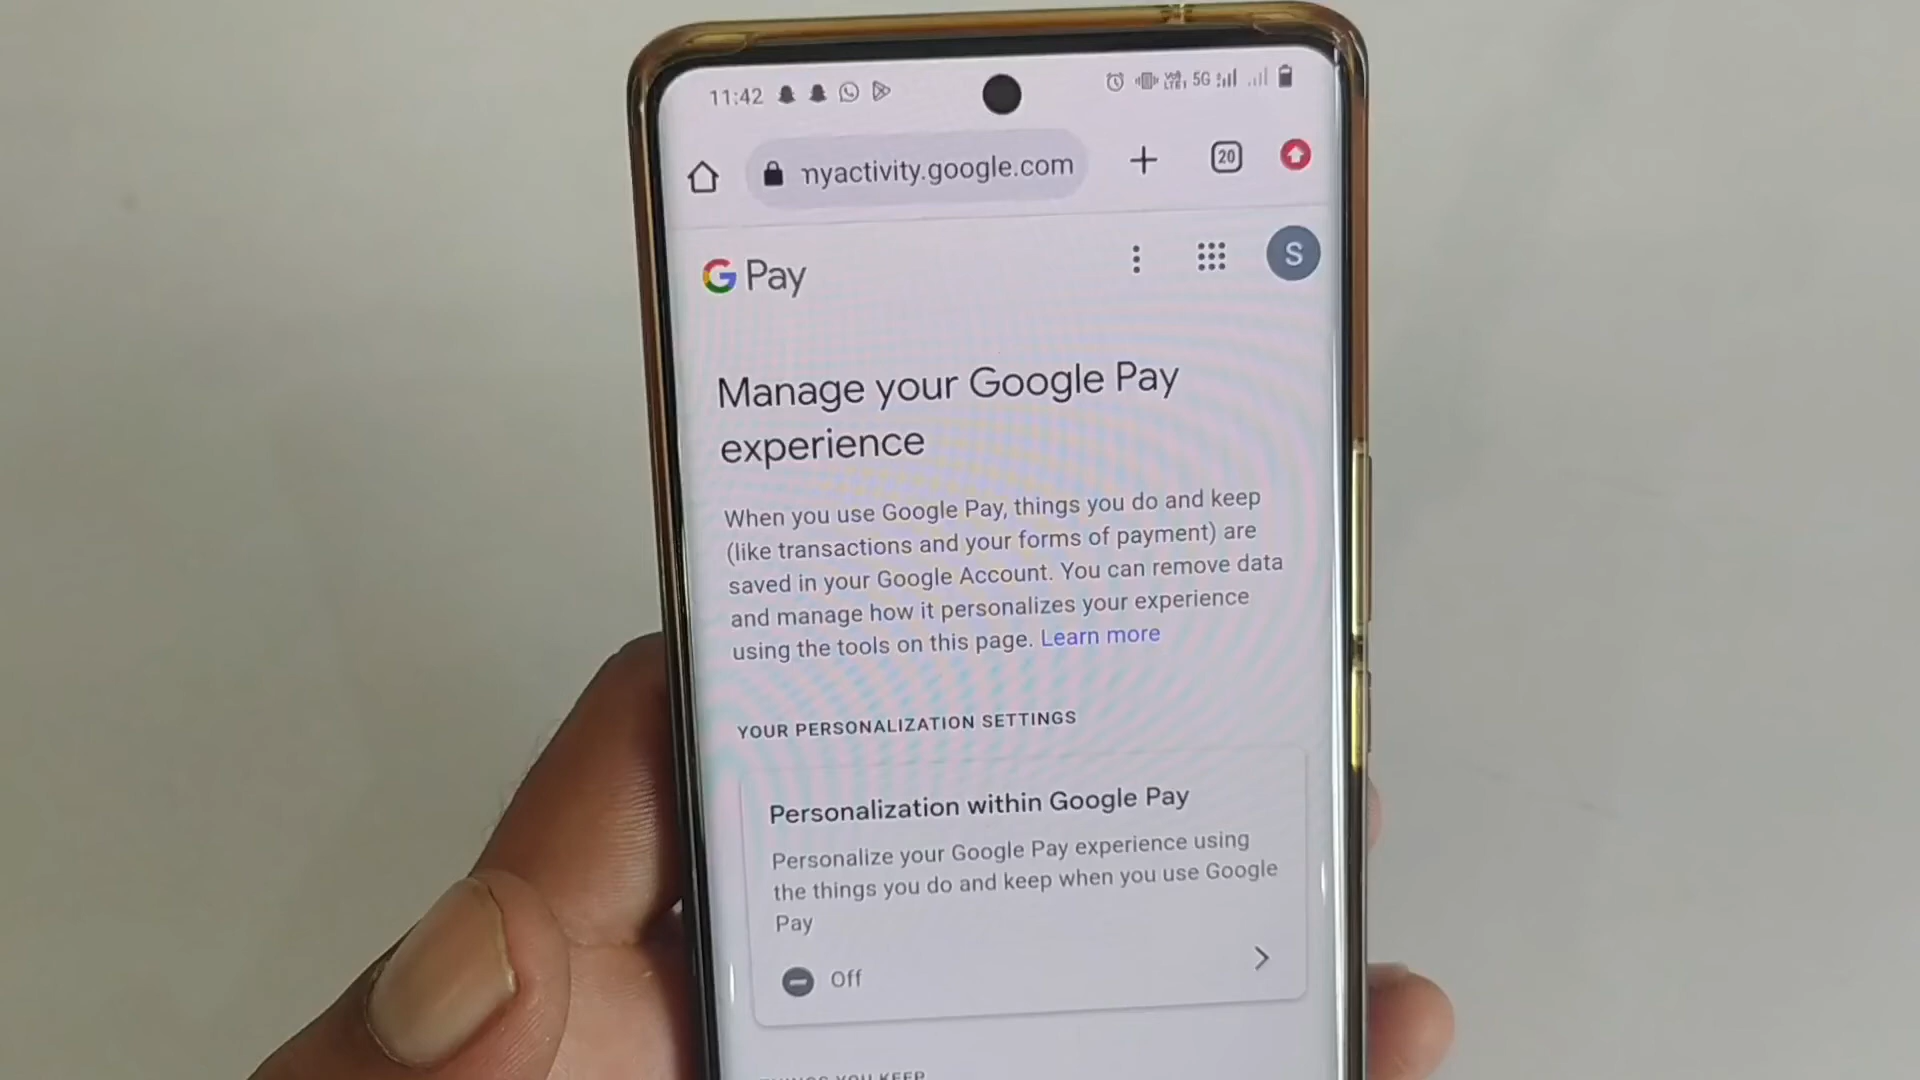 11:42
5G
nyactivity.google.com
20
G Pay
S
Manage your Google Pay
experience
When you use Google Pay, things you do and keep
(like transactions and your forms of payment) are
saved in your Google Account. You can remove data
and manage how it personalizes your experience
using the tools on this page. Learn more
YOUR PERSONALIZATION SETTINGS
Personalization within Google Pay
Personalize your Google Pay experience using
the things you do and keep when you use Google
Pay
Off
THINGS YOU KEEP